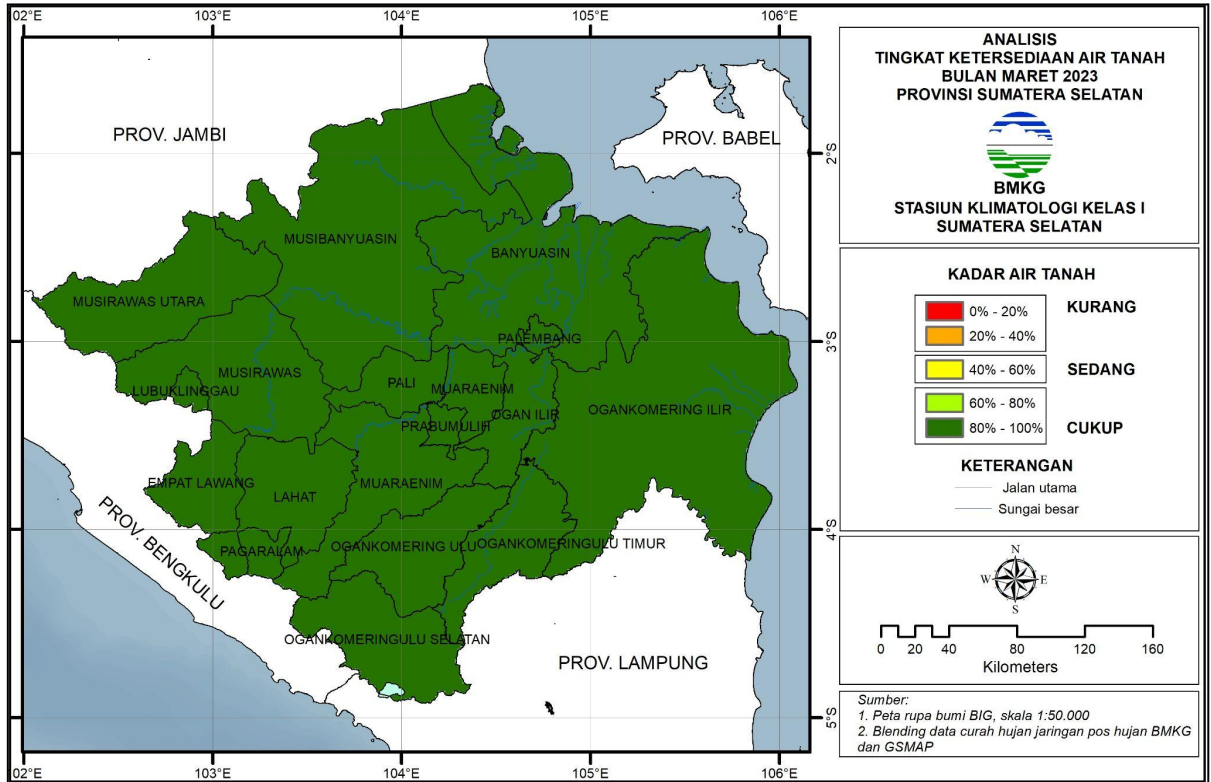 02°E 103°E 104°E 105°E 106°E
PROV. JAMBI
PROV. BABEL
2°S
MUSIBANYUASIN
BANYUASIN
MUSIRAWAS UTARA
PALEMBANG
3°S
MUSIRAWAS
PALI
MUARAENIM
LUBUKLINGGAU
OGAN ILIR
OGANKOMERING ILIR
PRABUMULIH
EMPAT LAWANG
LAHAT
MUARAENIM
PROV. BENGKULU
4°S
PAGARALAM
OGANKOMERING ULU
OGANKOMERINGULU TIMUR
OGANKOMERINGULU SELATAN
PROV. LAMPUNG
5°S
02°E 103°E 104°E 105°E 106°E
ANALISIS
TINGKAT KETERSEDIAAN AIR TANAH
BULAN MARET 2023
PROVINSI SUMATERA SELATAN
BMKG
STASIUN KLIMATOLOGI KELAS I
SUMATERA SELATAN
KADAR AIR TANAH
0% - 20% KURANG
20% - 40%
40% - 60% SEDANG
60% - 80%
80% - 100% CUKUP
KETERANGAN
Jalan utama
Sungai besar
N
W E
S
0 20 40 80 120 160
Kilometers
Sumber:
1. Peta rupa bumi BIG, skala 1:50.000
2. Blending data curah hujan jaringan pos hujan BMKG
dan GSMAP